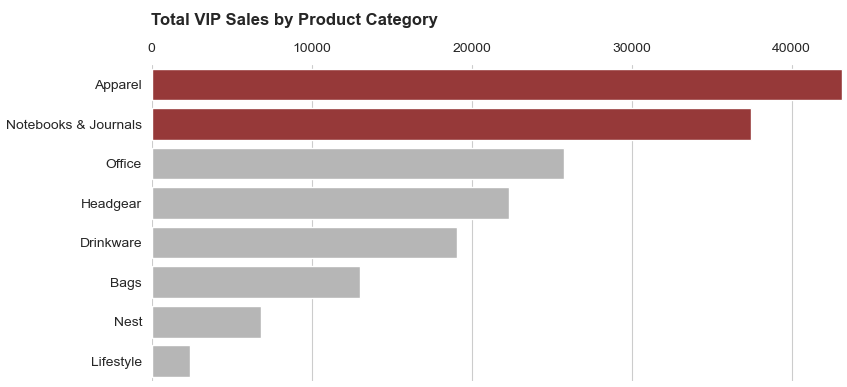 Total VIP Sales by Product Category
0 10000 20000 30000 40000
Apparel
Notebooks & Journals
Office
Headgear
Drinkware
Bags
Nest
Lifestyle